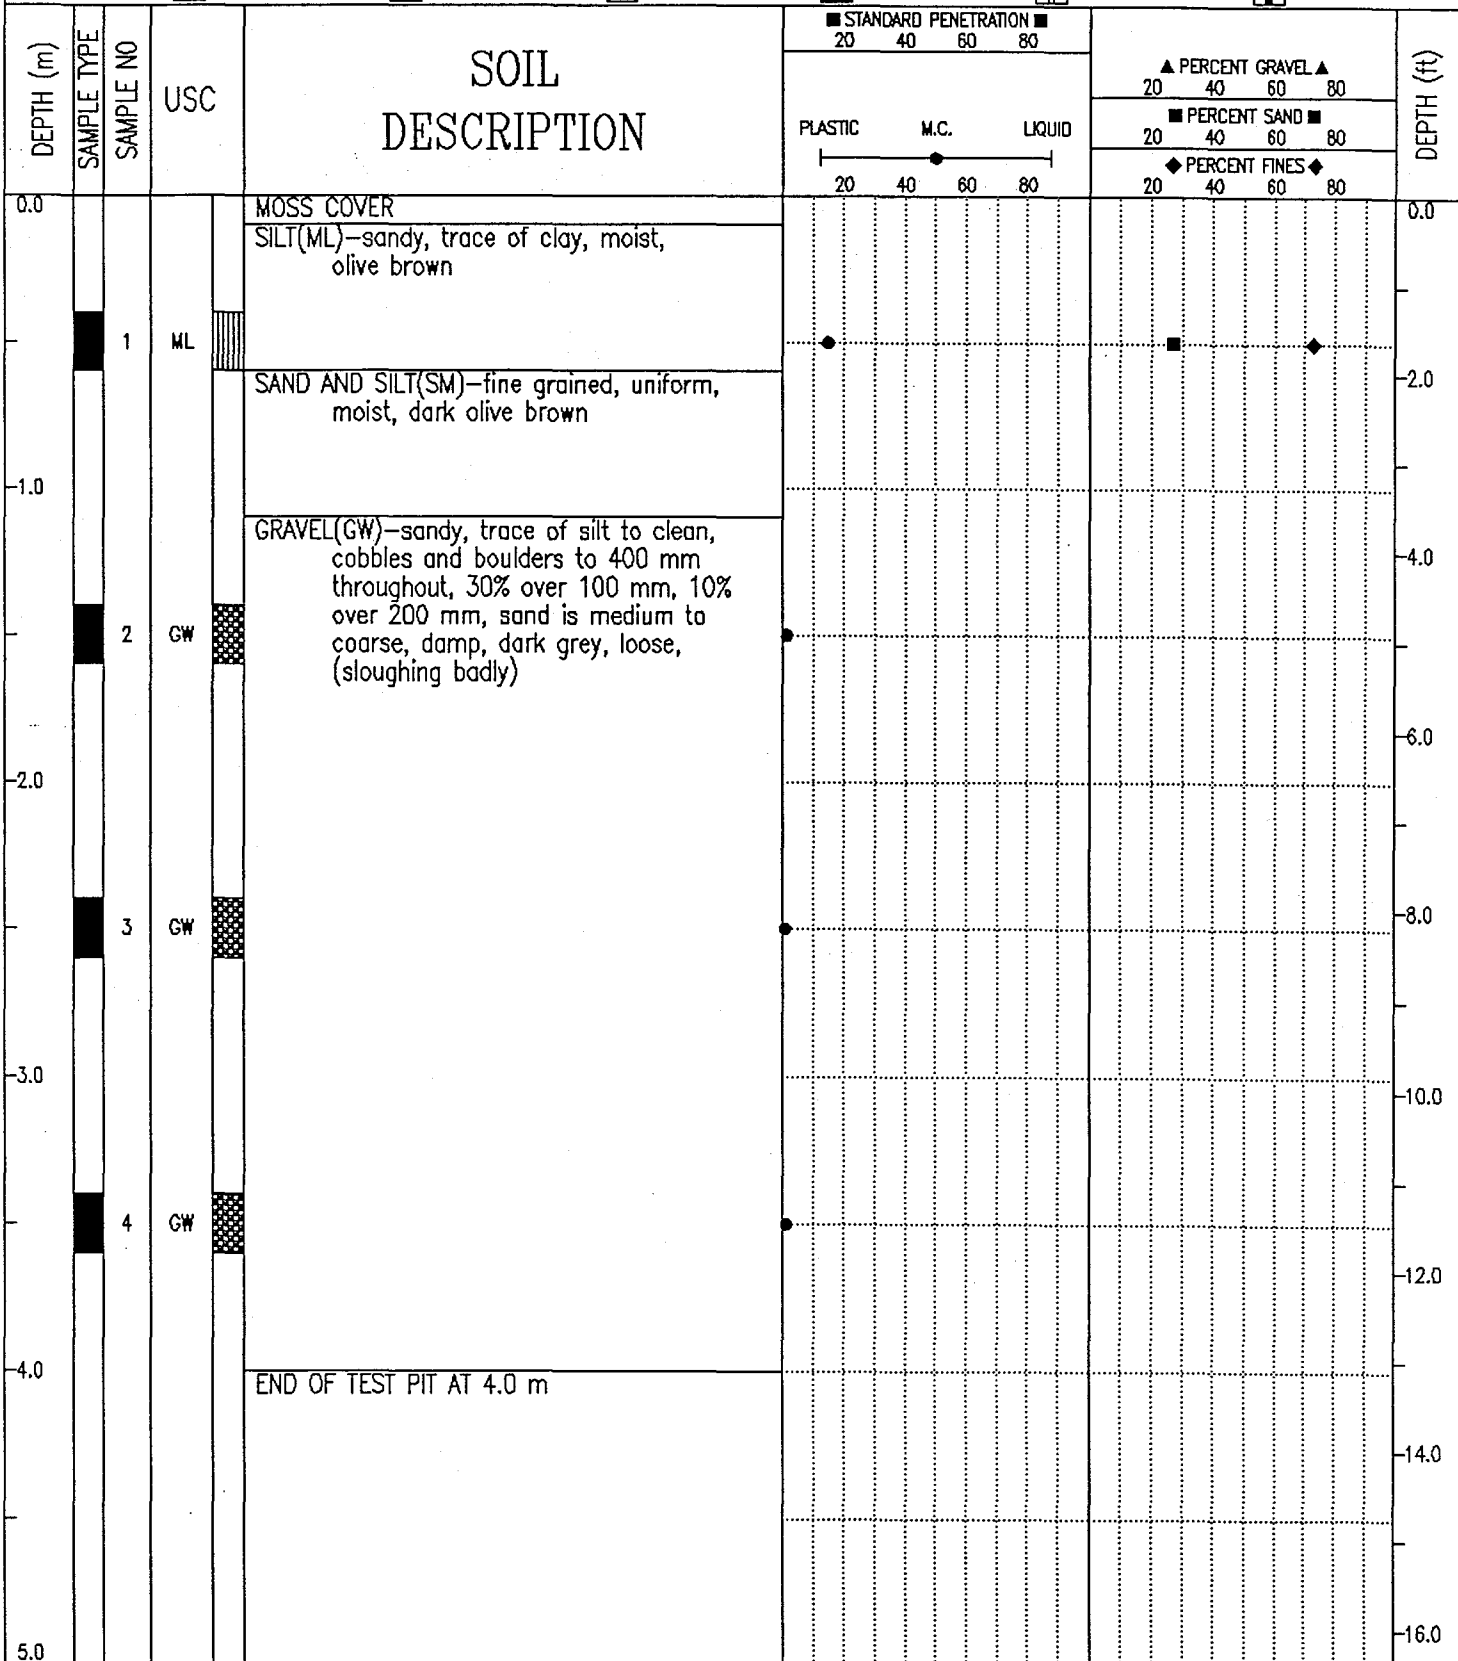 DEPTH (m)
SAMPLE TYPE
SAMPLE NO
USC
SOIL
DESCRIPTION
■ STANDARD PENETRATION ■
20 40 60 80
PLASTIC M.C. LIQUID
20 40 60 80
▲ PERCENT GRAVEL ▲
20 40 60 80
■ PERCENT SAND ■
20 40 60 80
◆ PERCENT FINES ◆
20 40 60 80
DEPTH (ft)
0.0
MOSS COVER
0.0
SILT(ML)-sandy, trace of clay, moist,
olive brown
1 ML
SAND AND SILT(SM)-fine grained, uniform,
moist, dark olive brown
2.0
1.0
GRAVEL(GW)-sandy, trace of silt to clean,
cobbles and boulders to 400 mm
throughout, 30% over 100 mm, 10%
over 200 mm, sand is medium to
coarse, damp, dark grey, loose,
(sloughing badly)
4.0
2 GW
6.0
2.0
8.0
3 GW
3.0
10.0
4 GW
12.0
4.0
END OF TEST PIT AT 4.0 m
14.0
16.0
5.0